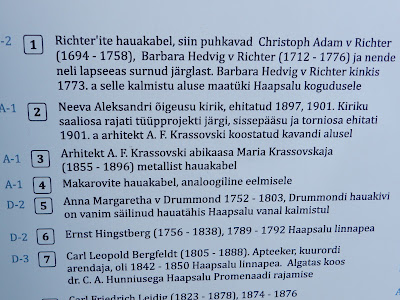 -2 1 Richter'ite hauakabel, siin puhkavad Christoph Adam v Richter
(1694 - 1758), Barbara Hedvig v Richter (1712 - 1776) ja nende
neli lapseeas surnud järglast. Barbara Hedvig v Richter kinkis
1773. a selle kalmistu aluse maatüki Haapsalu kogudusele
A-1 2 Neeva Aleksandri õigeusu kirik, ehitatud 1897, 1901. Kiriku
saaliosa rajati tüüpprojekti järgi, sissepääsu ja torniosa ehitati
1901. a arhitekt A. F. Krassovski koostatud kavandi alusel
A-1 3 Arhitekt A. F. Krassovski abikaasa Maria Krassovskaja
(1855 - 1896) metallist hauakabel
A-1 4 Makarovite hauakabel, analoogiline eelmisele
D-2 5 Anna Margaretha v Drummond 1752 - 1803, Drummondi hauakivi
on vanim säilinud hauatähis Haapsalu vanal kalmistul
D-2 6 Ernst Hingstberg (1756 - 1838), 1789 - 1792 Haapsalu linnapea
D-3 7 Carl Leopold Bergfeldt (1805 - 1888). Apteeker, kuurordi
arendaja, oli 1842 - 1850 Haapsalu linnapea. Algatas koos
dr. C. A. Hunniusega Haapsalu Promenaadi rajamise
Carl Friedrich Leidig (1823 - 1878), 1874 - 1876